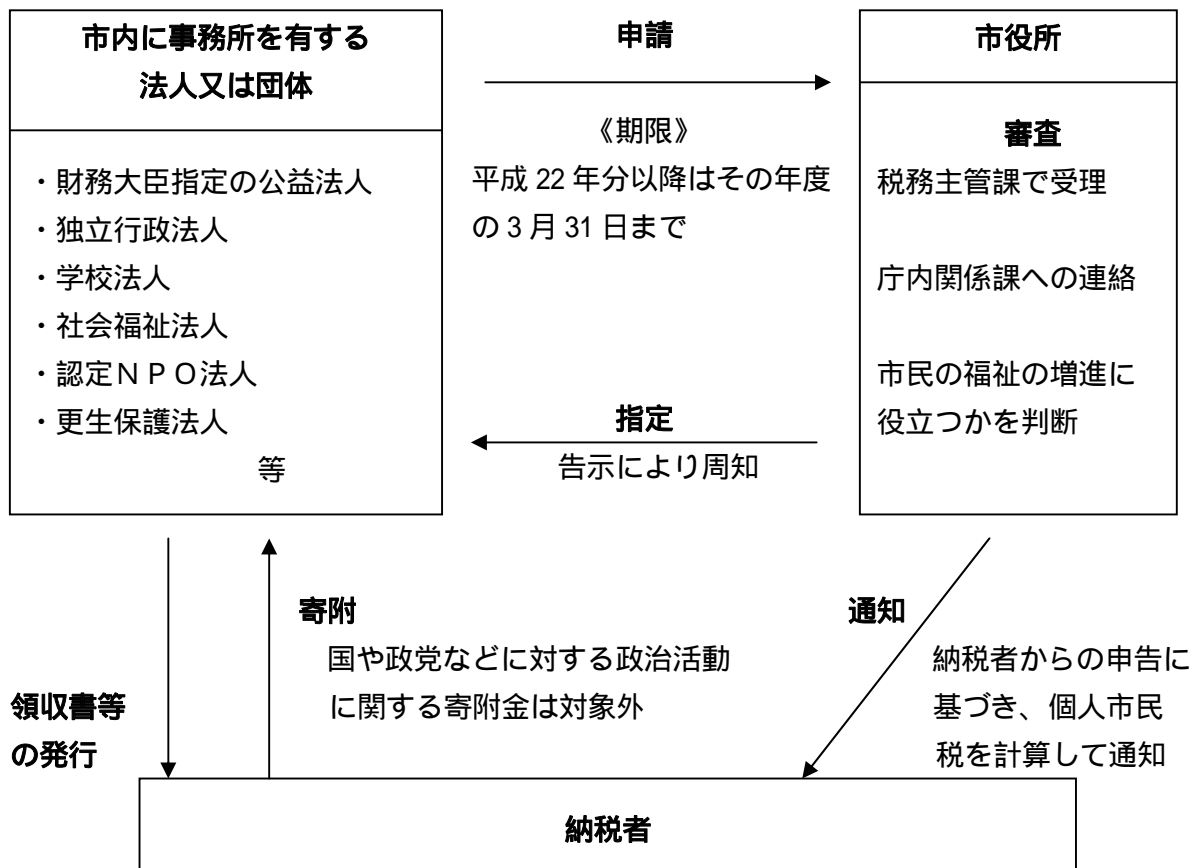 市内に事務所を有する
法人又は団体
・財務大臣指定の公益法人
・独立行政法人
・学校法人
・社会福祉法人
・認定ＮＰＯ法人
・更生保護法人
等
申請
《期限》
平成 22 年分以降はその年度
の 3 月 31 日まで
指定
告示により周知
市役所
審査
税務主管課で受理
庁内関係課への連絡
市民の福祉の増進に
役立つかを判断
領収書等
の発行
寄附
国や政党などに対する政治活動
に関する寄附金は対象外
通知
納税者からの申告に
基づき、個人市民
税を計算して通知
納税者